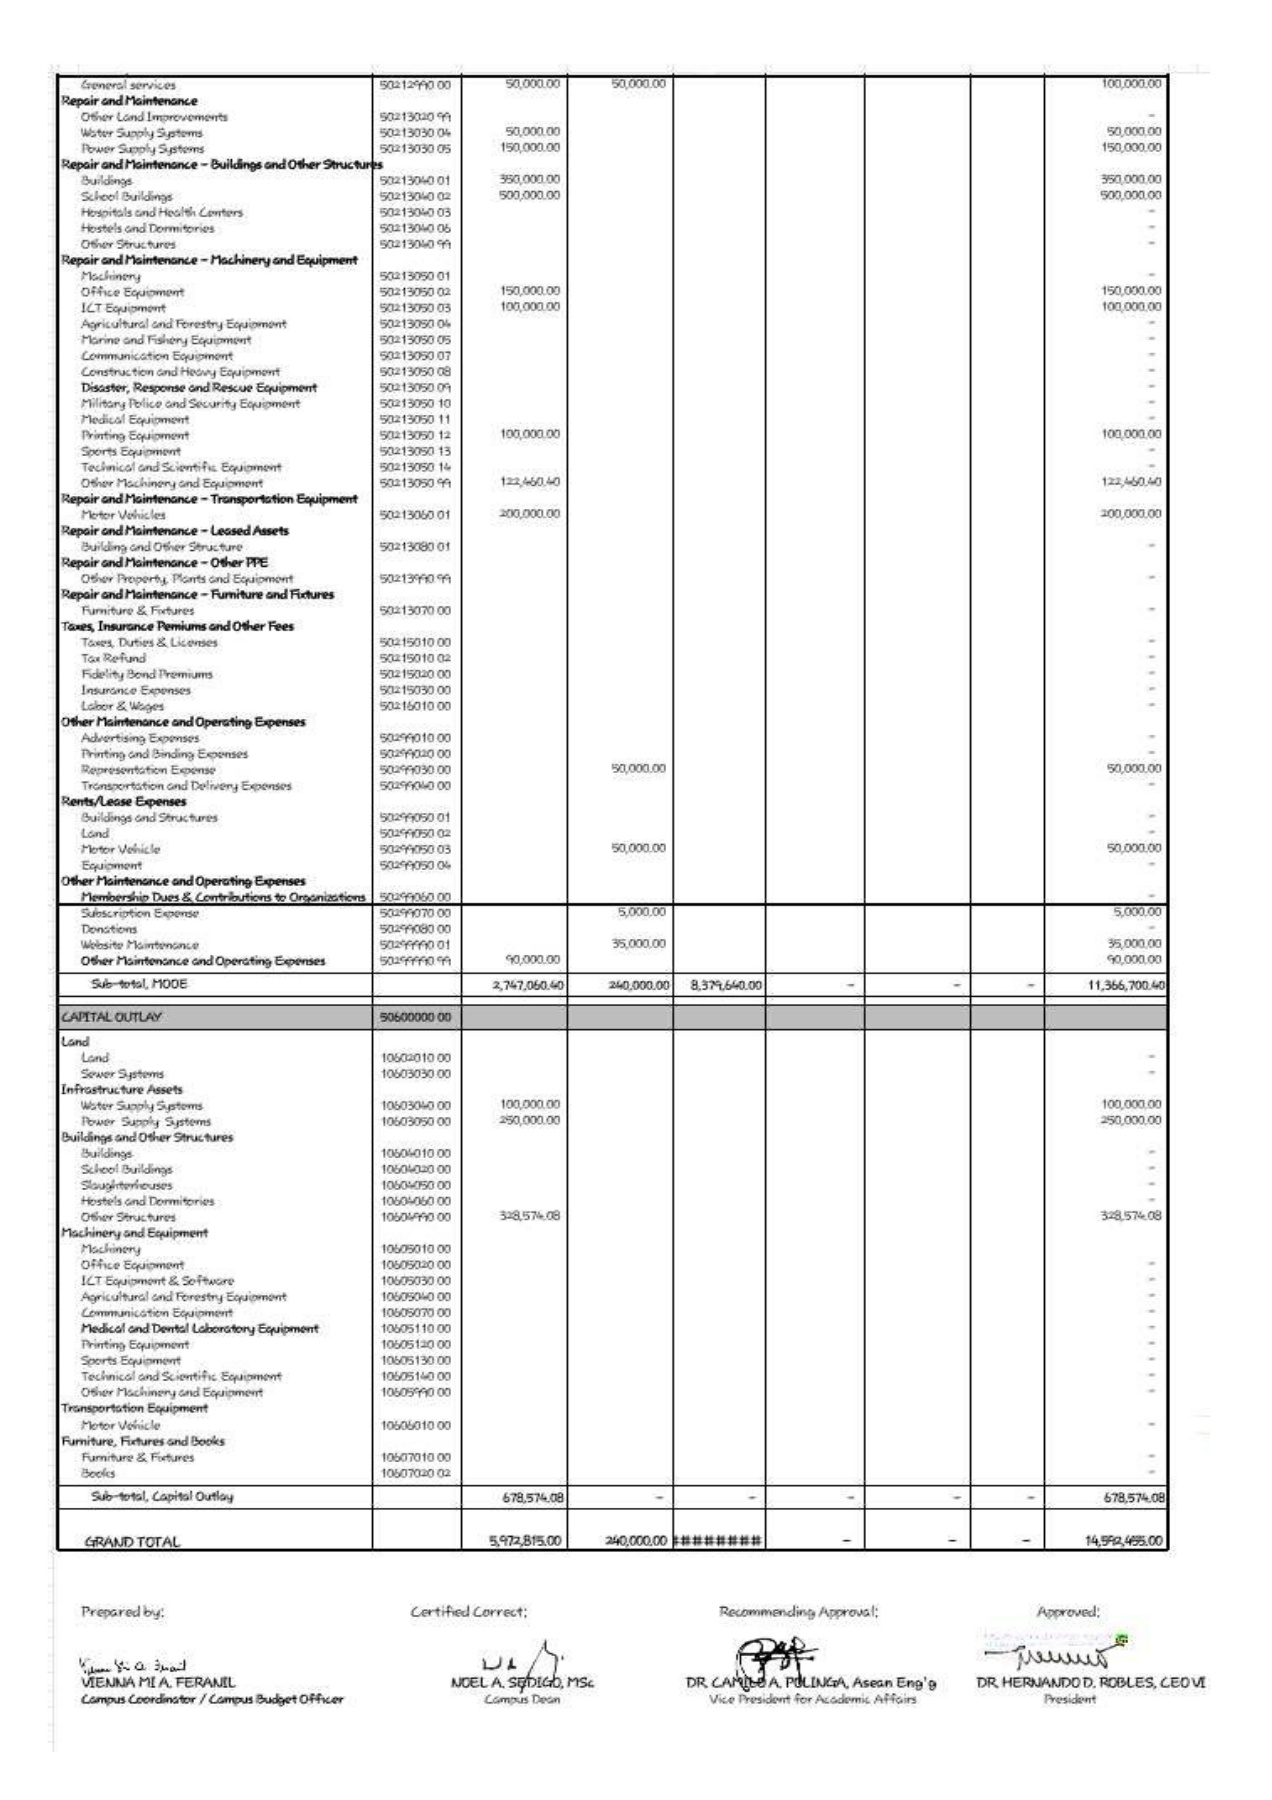 General services 50212990 00 50,000.00 50,000.00 100,000.00
Repair and Maintenance
Other Land Improvements 50213020 99 -
Water Supply Systems 50213030 04 50,000.00 50,000.00
Power Supply Systems 50213030 05 150,000.00 150,000.00
Repair and Maintenance - Buildings and Other Structures
Buildings 50213040 01 350,000.00 350,000.00
School Buildings 50213040 02 500,000.00 500,000.00
Hospitals and Health Centers 50213040 03 -
Hostels and Dormitories 50213040 06 -
Other Structures 50213040 99 -
Repair and Maintenance - Machinery and Equipment
Machinery 50213050 01 -
Office Equipment 50213050 02 150,000.00 150,000.00
ICT Equipment 50213050 03 100,000.00 100,000.00
Agricultural and Forestry Equipment 50213050 04 -
Marine and Fishery Equipment 50213050 05 -
Communication Equipment 50213050 07 -
Construction and Heavy Equipment 50213050 08 -
Disaster, Response and Rescue Equipment 50213050 09 -
Military Police and Security Equipment 50213050 10 -
Medical Equipment 50213050 11 -
Printing Equipment 50213050 12 100,000.00 100,000.00
Sports Equipment 50213050 13 -
Technical and Scientific Equipment 50213050 14 -
Other Machinery and Equipment 50213050 99 122,460.40 122,460.40
Repair and Maintenance - Transportation Equipment
Motor Vehicles 50213060 01 200,000.00 200,000.00
Repair and Maintenance - Leased Assets
Building and Other Structure 50213080 01 -
Repair and Maintenance - Other PPE
Other Property, Plants and Equipment 50213990 99 -
Repair and Maintenance - Furniture and Fixtures
Furniture & Fixtures 50213070 00 -
Taxes, Insurance Pemiums and Other Fees
Taxes, Duties & Licenses 50215010 00 -
Tax Refund 50215010 02 -
Fidelity Bond Premiums 50215020 00 -
Insurance Expenses 50215030 00 -
Labor & Wages 50216010 00 -
Other Maintenance and Operating Expenses
Advertising Expenses 50299010 00 -
Printing and Binding Expenses 50299020 00 -
Representation Expense 50299030 00 50,000.00 50,000.00
Transportation and Delivery Expenses 50299040 00 -
Rents/Lease Expenses
Buildings and Structures 50299050 01 -
Land 50299050 02 -
Motor Vehicle 50299050 03 50,000.00 50,000.00
Equipment 50299050 04 -
Other Maintenance and Operating Expenses
Membership Dues & Contributions to Organizations 50299060 00 -
Subscription Expense 50299070 00 5,000.00 5,000.00
Donations 50299080 00 -
Website Maintenance 50299990 01 35,000.00 35,000.00
Other Maintenance and Operating Expenses 50299990 99 90,000.00 90,000.00
Sub-total, MOOE 2,747,060.40 240,000.00 8,379,640.00 - - - 11,366,700.40
CAPITAL OUTLAY 50600000 00
Land
Land 10602010 00 -
Sewer Systems 10603030 00 -
Infrastructure Assets
Water Supply Systems 10603040 00 100,000.00 100,000.00
Power Supply Systems 10603050 00 250,000.00 250,000.00
Buildings and Other Structures
Buildings 10604010 00 -
School Buildings 10604020 00 -
Slaughterhouses 10604050 00 -
Hostels and Dormitories 10604060 00 -
Other Structures 10604990 00 328,574.08 328,574.08
Machinery and Equipment
Machinery 10605010 00
Office Equipment 10605020 00 -
ICT Equipment & Software 10605030 00 -
Agricultural and Forestry Equipment 10605040 00 -
Communication Equipment 10605070 00 -
Medical and Dental Laboratory Equipment 10605110 00 -
Printing Equipment 10605120 00 -
Sports Equipment 10605130 00 -
Technical and Scientific Equipment 10605140 00 -
Other Machinery and Equipment 10605990 00 -
Transportation Equipment
Motor Vehicle 10606010 00 -
Furniture, Fixtures and Books
Furniture & Fixtures 10607010 00 -
Books 10607020 02 -
Sub-total, Capital Outlay 678,574.08 - - - - - 678,574.08
GRAND TOTAL 5,972,815.00 240,000.00 ######### - - - 14,592,455.00
Prepared by: Certified Correct: Recommending Approval: Approved:
VIENNA MI A. FERANIL NOEL A. SEDIGO, MSc DR. CAMILO A. POLINGA, Asean Eng'g DR. HERNANDO D. ROBLES, CEO VI
Campus Coordinator / Campus Budget Officer Campus Dean Vice President for Academic Affairs President